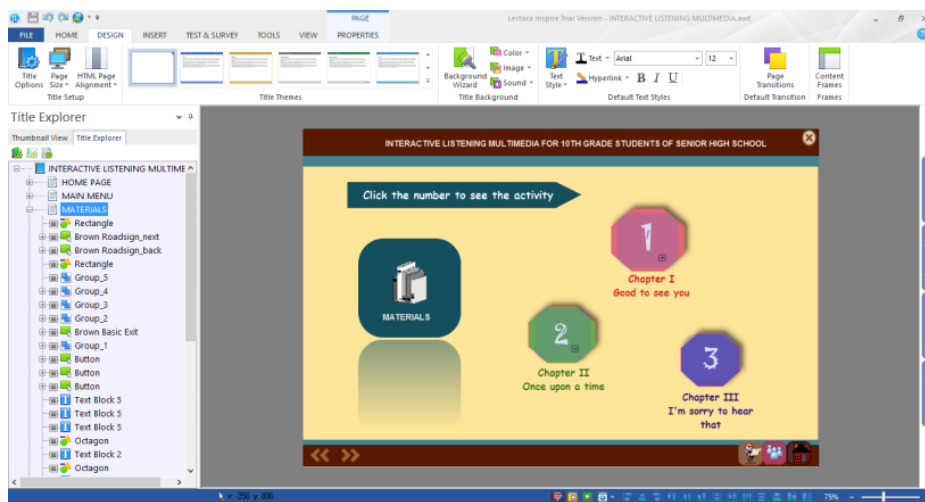 PAGE
Lectora Inspire Trial Version - INTERACTIVE LISTENING MULTIMEDIA.awt
FILE HOME DESIGN INSERT TEST & SURVEY TOOLS VIEW PROPERTIES
Title Options
Page Size
HTML Page Alignment
Title Setup
Title Themes
Background Wizard
Color
Image
Sound
Title Background
Text Style
Text
Arial
12
Hyperlink
B I U
Default Text Styles
Page Transitions
Default Transition
Content Frames
Frames
Title Explorer
Thumbnail View Title Explorer
INTERACTIVE LISTENING MULTIME
HOME PAGE
MAIN MENU
MATERIALS
Rectangle
Brown Roadsign_next
Brown Roadsign_back
Rectangle
Group_5
Group_4
Group_3
Group_2
Brown Basic Exit
Group_1
Button
Button
Button
Text Block 5
Text Block 5
Text Block 5
Octagon
Text Block 2
Octagon
INTERACTIVE LISTENING MULTIMEDIA FOR 10TH GRADE STUDENTS OF SENIOR HIGH SCHOOL
Click the number to see the activity
MATERIALS
1
Chapter I
Good to see you
2
Chapter II
Once upon a time
3
Chapter III
I'm sorry to hear
that
75%